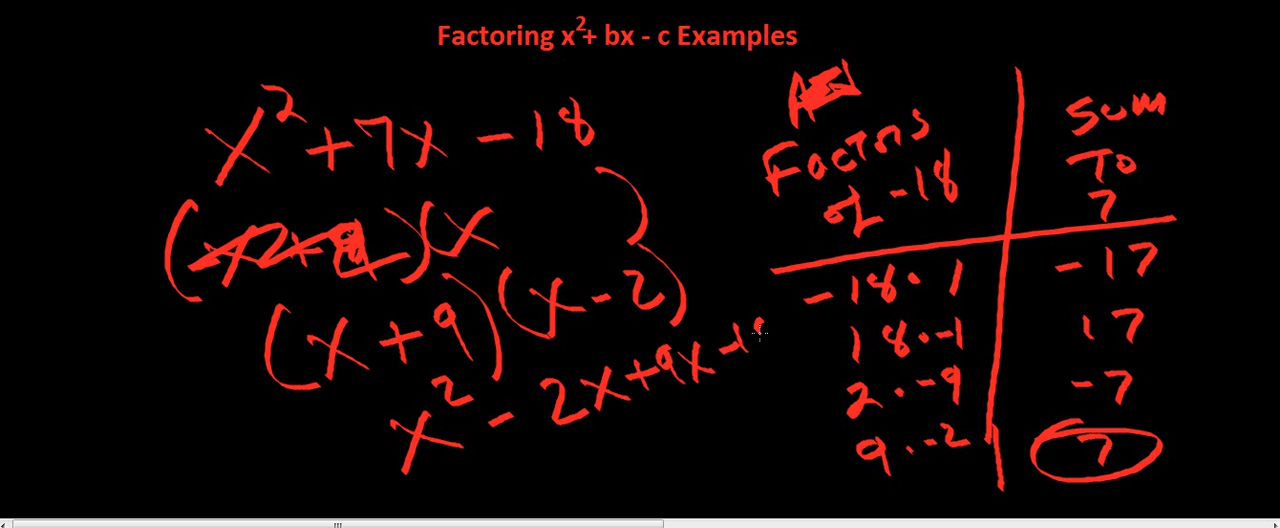 Factoring x²+ bx - c Examples
x² + 7x - 18
)(x )
(x + 9)(x - 2)
x² - 2x + 9x - 1
Factors
of -18
Sum
To
7
-18 · 1 -17
18 · -1 17
2 · -9 -7
9 · -2 7